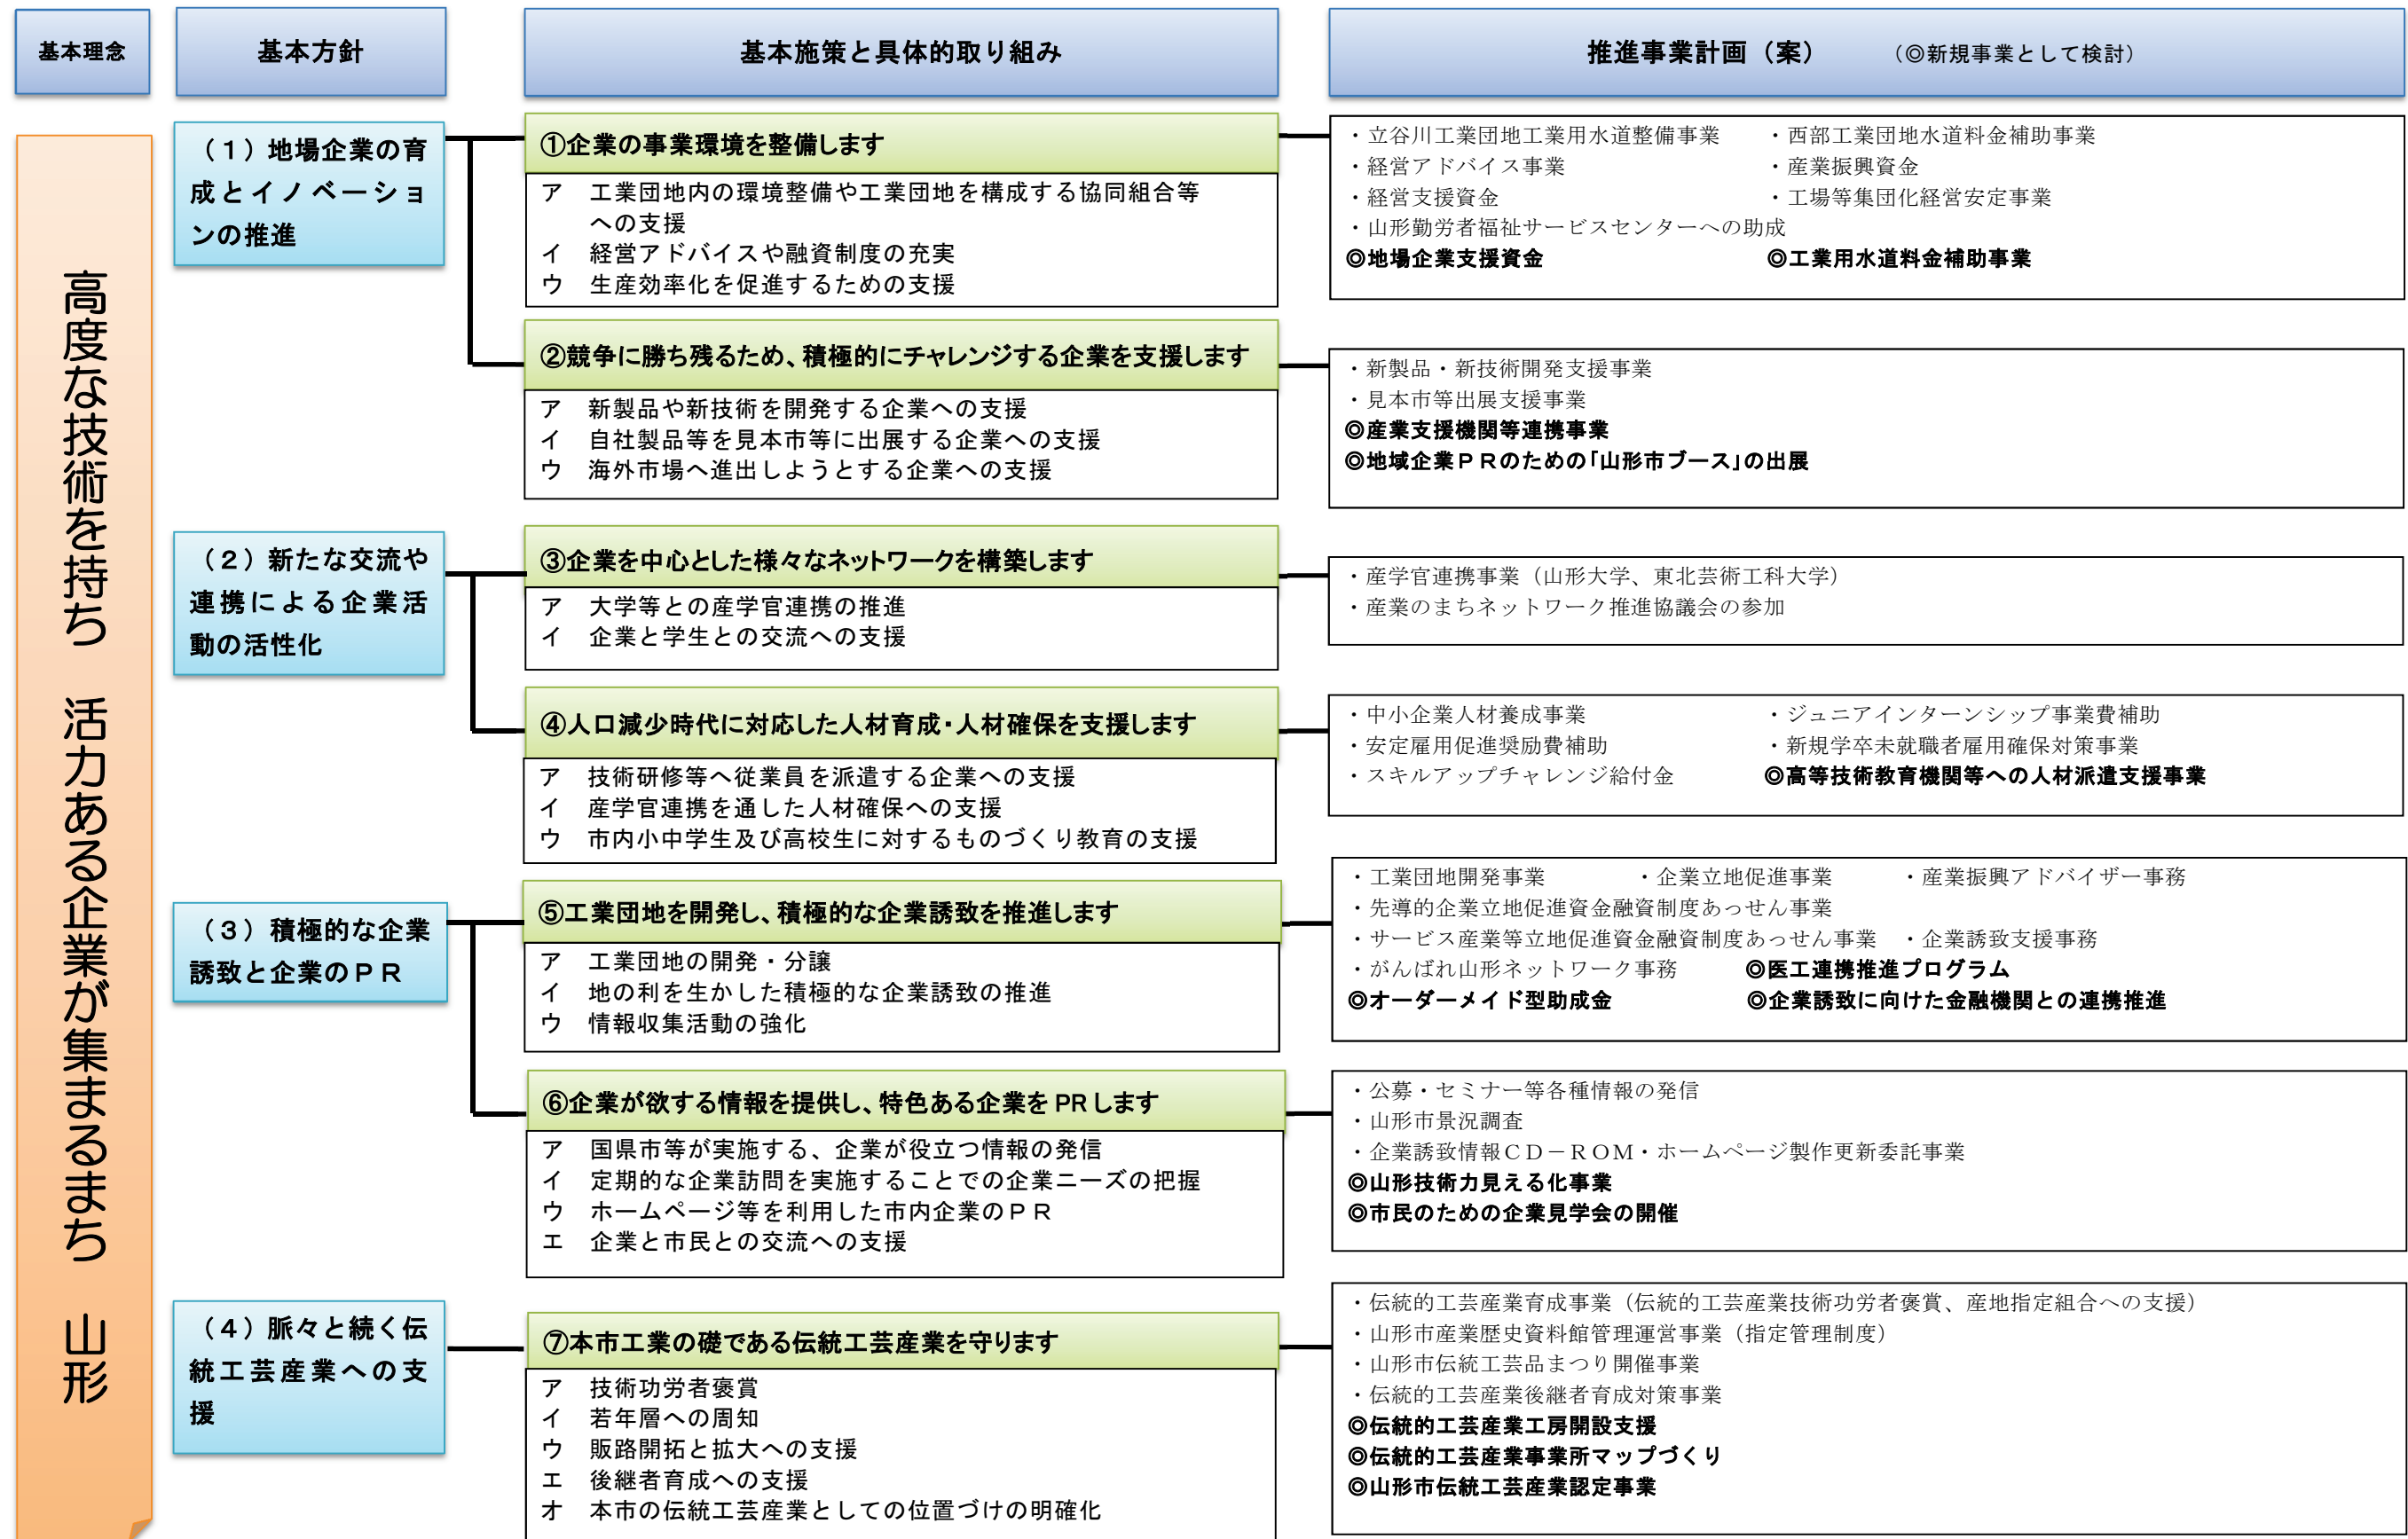 基本理念
基本方針
基本施策と具体的取り組み
推進事業計画（案）　（◎新規事業として検討）
高度な技術を持ち　活力ある企業が集まるまち　山形
（１）地場企業の育
成とイノベーショ
ンの推進
①企業の事業環境を整備します
ア　工業団地内の環境整備や工業団地を構成する協同組合等
への支援
イ　経営アドバイスや融資制度の充実
ウ　生産効率化を促進するための支援
・立谷川工業団地工業用水道整備事業　・西部工業団地水道料金補助事業
・経営アドバイス事業　・産業振興資金
・経営支援資金　・工場等集団化経営安定事業
・山形勤労者福祉サービスセンターへの助成
◎地場企業支援資金　◎工業用水道料金補助事業
②競争に勝ち残るため、積極的にチャレンジする企業を支援します
ア　新製品や新技術を開発する企業への支援
イ　自社製品等を見本市等に出展する企業への支援
ウ　海外市場へ進出しようとする企業への支援
・新製品・新技術開発支援事業
・見本市等出展支援事業
◎産業支援機関等連携事業
◎地域企業ＰＲのための「山形市ブース」の出展
（２）新たな交流や
連携による企業活
動の活性化
③企業を中心とした様々なネットワークを構築します
ア　大学等との産学官連携の推進
イ　企業と学生との交流への支援
・産学官連携事業（山形大学、東北芸術工科大学）
・産業のまちネットワーク推進協議会の参加
④人口減少時代に対応した人材育成・人材確保を支援します
ア　技術研修等へ従業員を派遣する企業への支援
イ　産学官連携を通した人材確保への支援
ウ　市内小中学生及び高校生に対するものづくり教育の支援
・中小企業人材養成事業　・ジュニアインターンシップ事業費補助
・安定雇用促進奨励費補助　・新規学卒未就職者雇用確保対策事業
・スキルアップチャレンジ給付金　◎高等技術教育機関等への人材派遣支援事業
（３）積極的な企業
誘致と企業のＰＲ
⑤工業団地を開発し、積極的な企業誘致を推進します
ア　工業団地の開発・分譲
イ　地の利を生かした積極的な企業誘致の推進
ウ　情報収集活動の強化
・工業団地開発事業　・企業立地促進事業　・産業振興アドバイザー事務
・先導的企業立地促進資金融資制度あっせん事業
・サービス産業等立地促進資金融資制度あっせん事業　・企業誘致支援事務
・がんばれ山形ネットワーク事務　◎医工連携推進プログラム
◎オーダーメイド型助成金　◎企業誘致に向けた金融機関との連携推進
⑥企業が欲する情報を提供し、特色ある企業をPRします
ア　国県市等が実施する、企業が役立つ情報の発信
イ　定期的な企業訪問を実施することでの企業ニーズの把握
ウ　ホームページ等を利用した市内企業のＰＲ
エ　企業と市民との交流への支援
・公募・セミナー等各種情報の発信
・山形市景況調査
・企業誘致情報ＣＤ－ＲＯＭ・ホームページ製作更新委託事業
◎山形技術力見える化事業
◎市民のための企業見学会の開催
（４）脈々と続く伝
統工芸産業への支
援
⑦本市工業の礎である伝統工芸産業を守ります
ア　技術功労者褒賞
イ　若年層への周知
ウ　販路開拓と拡大への支援
エ　後継者育成への支援
オ　本市の伝統工芸産業としての位置づけの明確化
・伝統的工芸産業育成事業（伝統的工芸産業技術功労者褒賞、産地指定組合への支援）
・山形市産業歴史資料館管理運営事業（指定管理制度）
・山形市伝統工芸品まつり開催事業
・伝統的工芸産業後継者育成対策事業
◎伝統的工芸産業工房開設支援
◎伝統的工芸産業事業所マップづくり
◎山形市伝統工芸産業認定事業